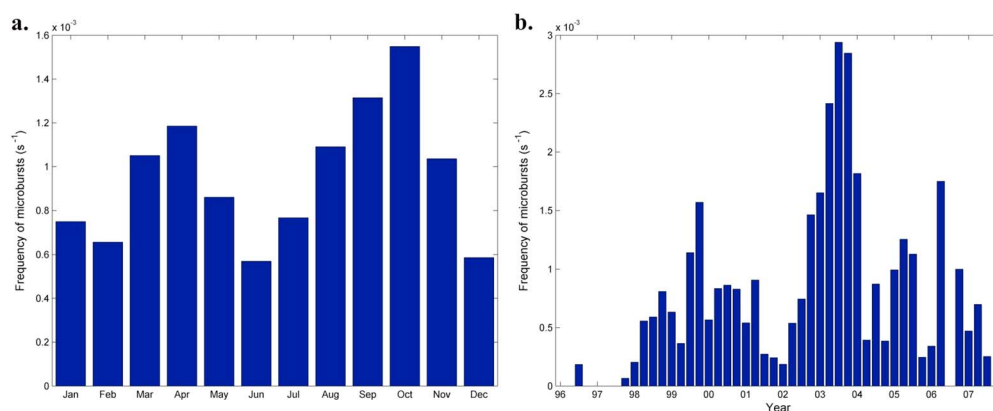 a.
x 10⁻³
1.6
1.4
1.2
1
0.8
0.6
0.4
0.2
0
Frequency of microbursts (s⁻¹)
Jan Feb Mar Apr May Jun Jul Aug Sep Oct Nov Dec
b.
x 10⁻³
3
2.5
2
1.5
1
0.5
0
Frequency of microbursts (s⁻¹)
96 97 98 99 00 01 02 03 04 05 06 07
Year